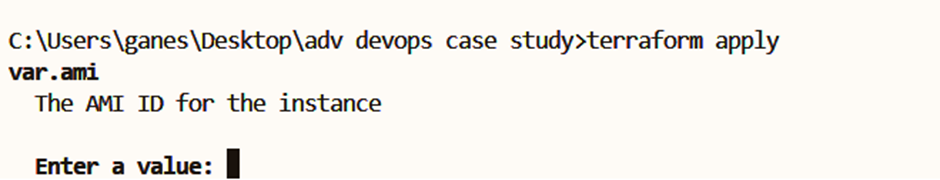 C:\Users\ganes\Desktop\adv devops case study>terraform apply
var.ami
The AMI ID for the instance
Enter a value: